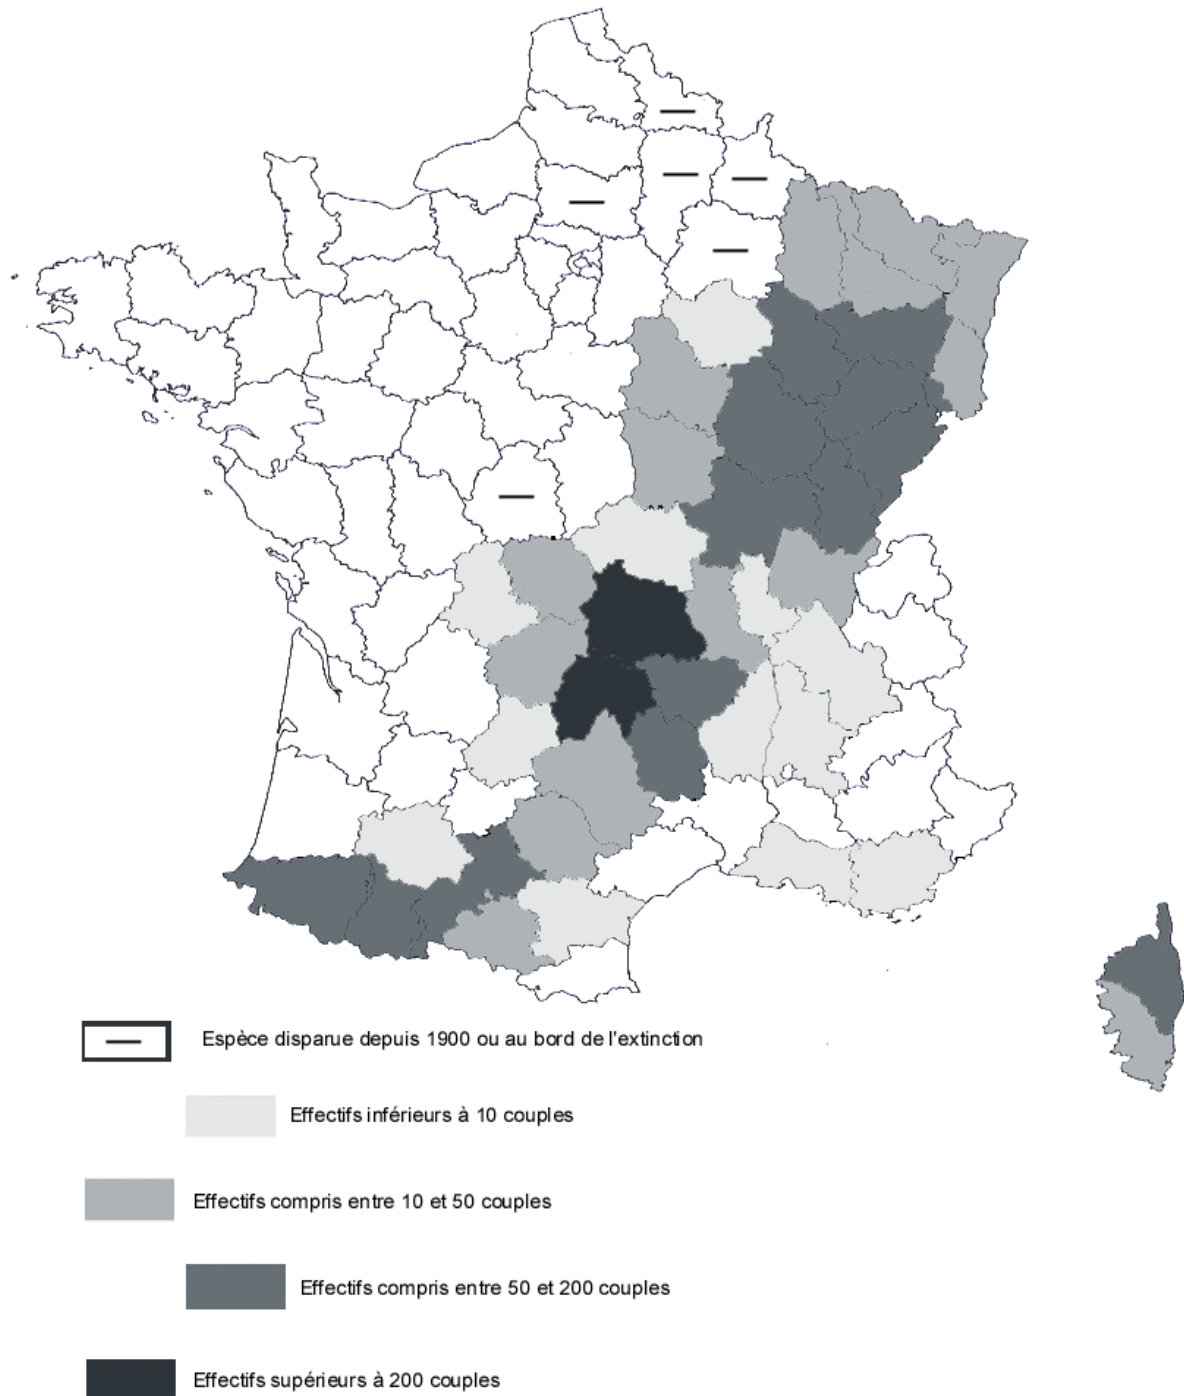 Espèce disparue depuis 1900 ou au bord de l'extinction
Effectifs inférieurs à 10 couples
Effectifs compris entre 10 et 50 couples
Effectifs compris entre 50 et 200 couples
Effectifs supérieurs à 200 couples